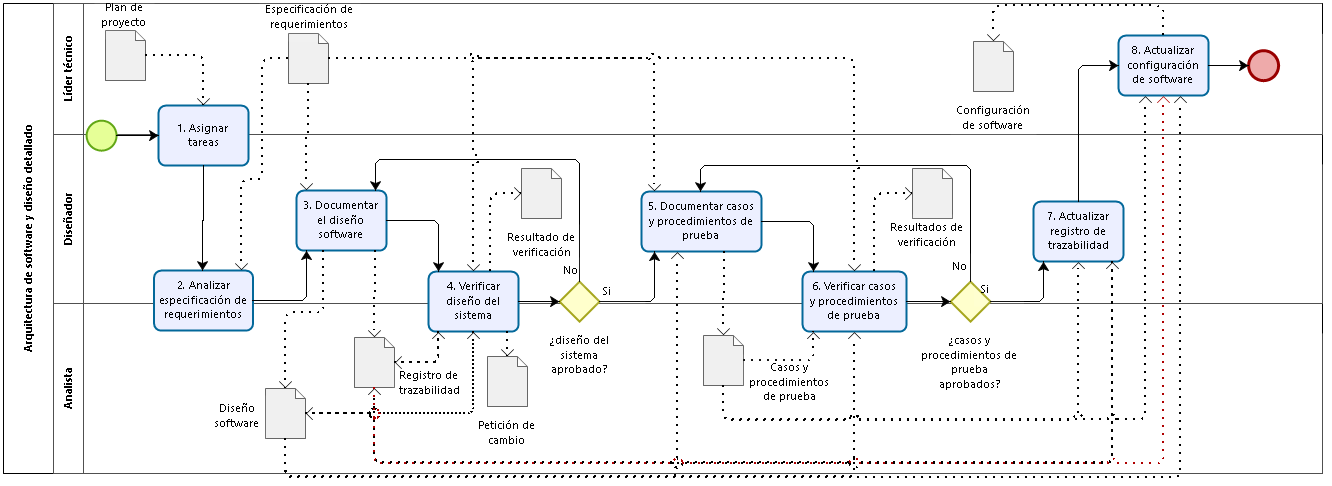 Arquitectura de software y diseño detallado
Líder técnico
Plan de
proyecto
Especificación de
requerimientos
1. Asignar
tareas
Configuración
de software
8. Actualizar
configuración
de software
Diseñador
2. Analizar
especificación de
requerimientos
3. Documentar
el diseño
software
4. Verificar
diseño del
sistema
Resultado de
verificación
No
Si
¿diseño del
sistema
aprobado?
5. Documentar casos
y procedimientos de
prueba
6. Verificar casos
y procedimientos
de prueba
Resultados de
verificación
No
Si
¿casos y
procedimientos de
prueba
aprobados?
7. Actualizar
registro de
trazabilidad
Analista
Diseño
software
Registro de
trazabilidad
Petición de
cambio
Casos y
procedimientos
de prueba